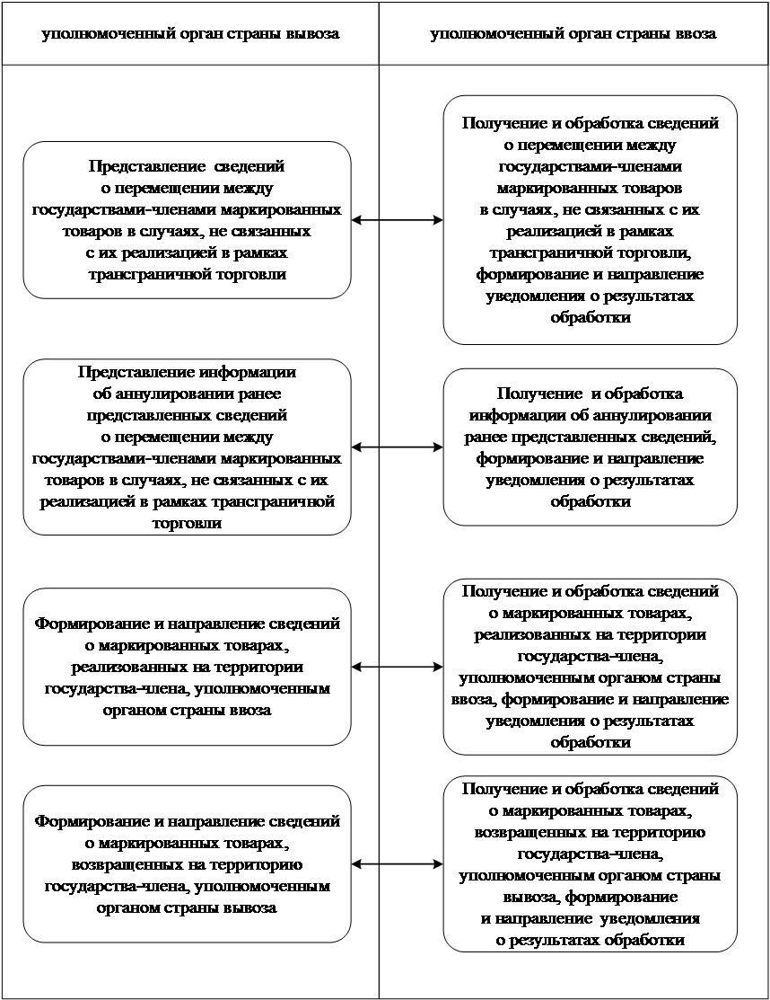 уполномоченный орган страны вывоза
уполномоченный орган страны ввоза
Представление сведений
о перемещении между
государствами-членами маркированных
товаров в случаях, не связанных
с их реализацией в рамках
трансграничной торговли
Получение и обработка сведений
о перемещении между
государствами-членами
маркированных товаров
в случаях, не связанных с их
реализацией в рамках
трансграничной торговли,
формирование и направление
уведомления о результатах
обработки
Представление информации
об аннулировании ранее
представленных сведений
о перемещении между
государствами-членами маркированных
товаров в случаях, не связанных с их
реализацией в рамках трансграничной
торговли
Получение и обработка
информации об аннулировании
ранее представленных сведений,
формирование и направление
уведомления о результатах
обработки
Формирование и направление сведений
о маркированных товарах,
реализованных на территории
государства-члена, уполномоченным
органом страны ввоза
Получение и обработка сведений
о маркированных товарах,
реализованных на территории
государства-члена,
уполномоченным органом страны
ввоза, формирование и направление
уведомления о результатах
обработки
Формирование и направление сведений
о маркированных товарах,
возвращенных на территорию
государства-члена, уполномоченным
органом страны вывоза
Получение и обработка сведений
о маркированных товарах,
возвращенных на территорию
государства-члена,
уполномоченным органом страны
вывоза, формирование
и направление уведомления
о результатах обработки